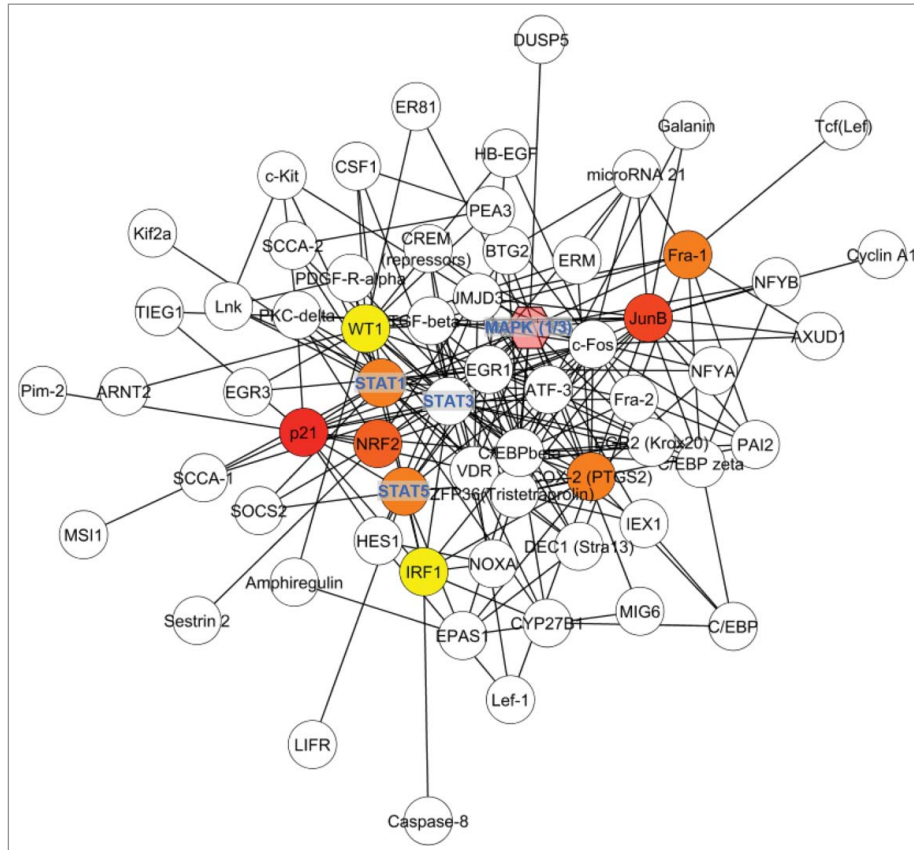 DUSP5
ER81
Galanin
Tcf(Lef)
HB-EGF
CSF1
c-Kit
microRNA 21
PEA3
Kif2a
SCCA-2
CREM
(repressors)
BTG2
ERM
Fra-1
Cyclin A1
PDGF-R-alpha
NFYB
TIEG1
Lnk
PKC-delta
JMJD3
WT1
TGF-beta
MAPK (1/3)
JunB
AXUD1
c-Fos
EGR1
NFYA
Pim-2
ARNT2
EGR3
STAT1
STAT3
ATF-3
Fra-2
p21
NRF2
C/EBPbeta
EGR2 (Krox20)
PAI2
SCCA-1
VDR
COX-2 (PTGS2)
C/EBP zeta
STAT5
ZFP36(Tristetraprolin)
SOCS2
IEX1
MSI1
HES1
DEC1 (Stra13)
NOXA
IRF1
Amphiregulin
MIG6
Sestrin 2
EPAS1
CYP27B1
C/EBP
Lef-1
LIFR
Caspase-8